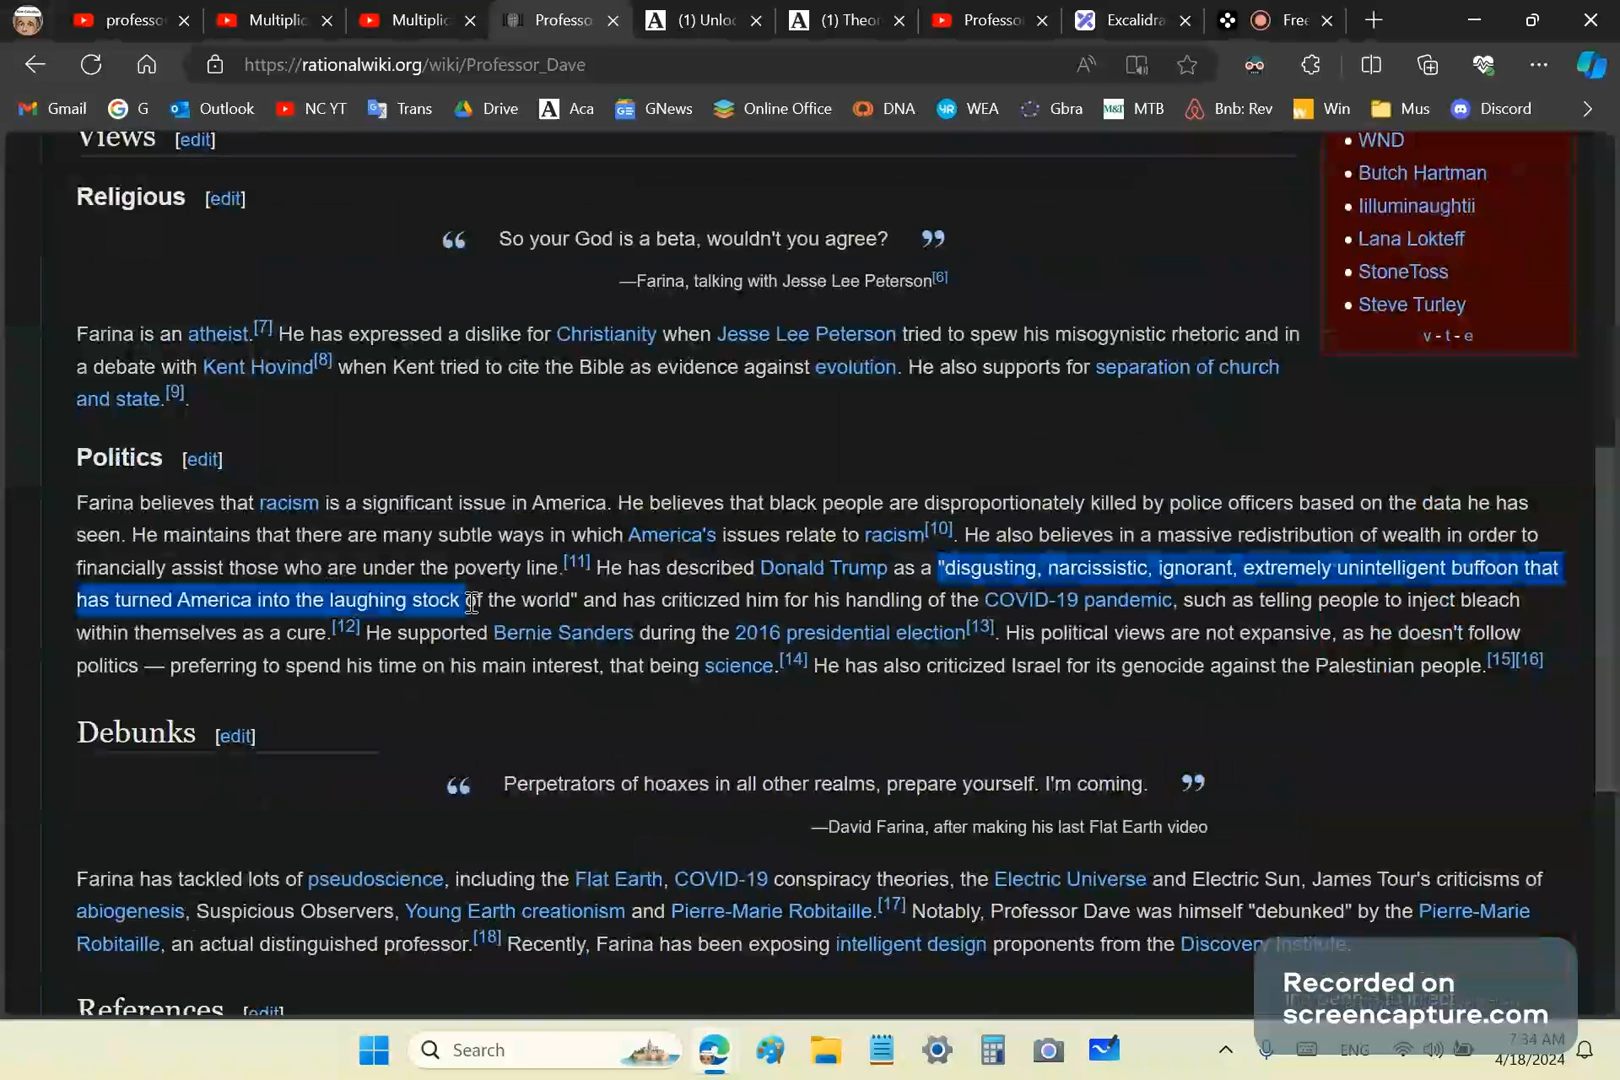 professo
Multiplic
Multiplic
Professo
(1) Unlo
(1) Theor
Professo
Excalidra
Free
https://rationalwiki.org/wiki/Professor_Dave
Gmail G Outlook NC YT Trans Drive Aca GNews Online Office DNA WEA Gbra MTB Bnb: Rev Win Mus Discord
Views [edit]
WND
Butch Hartman
Iilluminaughtii
Lana Lokteff
StoneToss
Steve Turley
v - t - e
Religious [edit]
“ So your God is a beta, wouldn't you agree? ”
—Farina, talking with Jesse Lee Peterson[6]
Farina is an atheist.[7] He has expressed a dislike for Christianity when Jesse Lee Peterson tried to spew his misogynistic rhetoric and in
a debate with Kent Hovind[8] when Kent tried to cite the Bible as evidence against evolution. He also supports for separation of church
and state.[9].
Politics [edit]
Farina believes that racism is a significant issue in America. He believes that black people are disproportionately killed by police officers based on the data he has
seen. He maintains that there are many subtle ways in which America's issues relate to racism[10]. He also believes in a massive redistribution of wealth in order to
financially assist those who are under the poverty line.[11] He has described Donald Trump as a "disgusting, narcissistic, ignorant, extremely unintelligent buffoon that
has turned America into the laughing stock of the world" and has criticized him for his handling of the COVID-19 pandemic, such as telling people to inject bleach
within themselves as a cure.[12] He supported Bernie Sanders during the 2016 presidential election[13]. His political views are not expansive, as he doesn't follow
politics — preferring to spend his time on his main interest, that being science.[14] He has also criticized Israel for its genocide against the Palestinian people.[15][16]
Debunks [edit]
“ Perpetrators of hoaxes in all other realms, prepare yourself. I'm coming. ”
—David Farina, after making his last Flat Earth video
Farina has tackled lots of pseudoscience, including the Flat Earth, COVID-19 conspiracy theories, the Electric Universe and Electric Sun, James Tour's criticisms of
abiogenesis, Suspicious Observers, Young Earth creationism and Pierre-Marie Robitaille.[17] Notably, Professor Dave was himself "debunked" by the Pierre-Marie
Robitaille, an actual distinguished professor.[18] Recently, Farina has been exposing intelligent design proponents from the Discovery Institute.
References [edit]
Recorded on
screencapture.com
Search
ENG
7:34 AM
4/18/2024